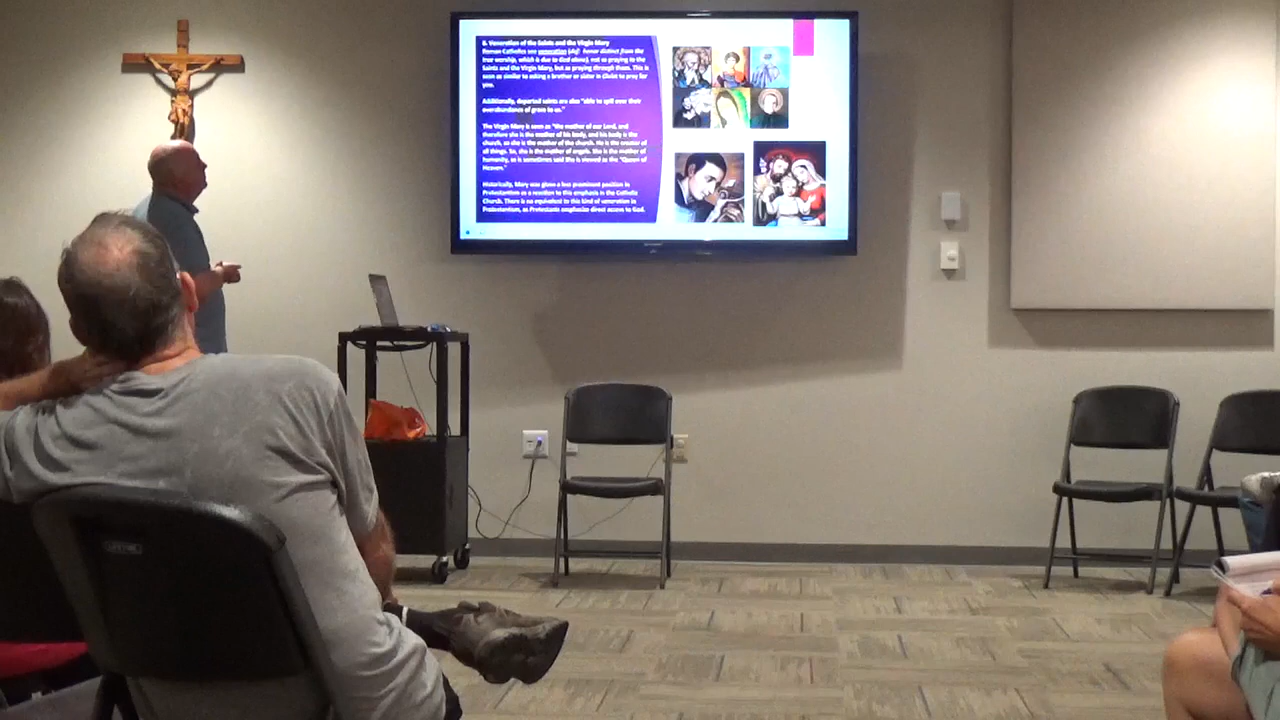 6. Veneration of the Saints and the Virgin Mary
Roman Catholics use veneration (def: honor distinct from the
true worship, which is due to God alone), not as praying to the
Saints and the Virgin Mary, but as praying through them. This is
seen as similar to asking a brother or sister in Christ to pray for
you.
Additionally, departed saints are also "able to spill over their
overabundance of grace to us."
The Virgin Mary is seen as "the mother of our Lord, and
therefore she is the mother of his body, and his body is the
church, so she is the mother of the church. He is the creator of
all things. So, she is the mother of angels. She is the mother of
humanity, as is sometimes said She is viewed as the "Queen of
Heaven."
Historically, Mary was given a less prominent position in
Protestantism as a reaction to this emphasis in the Catholic
Church. There is no equivalent to this kind of veneration in
Protestantism, as Protestants emphasize direct access to God.
LIFETIME